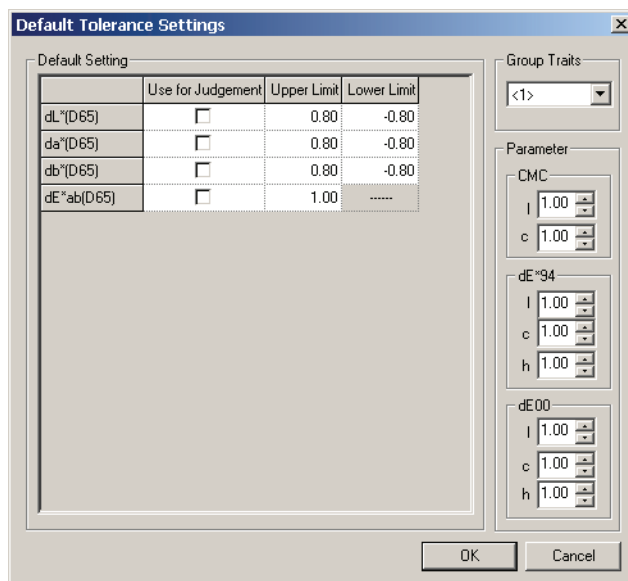 Default Tolerance Settings
Default Setting
Use for Judgement Upper Limit Lower Limit
dL*(D65) 0.80 -0.80
da*(D65) 0.80 -0.80
db*(D65) 0.80 -0.80
dE*ab(D65) 1.00 ------
Group Traits
<1>
Parameter
CMC
l 1.00
c 1.00
dE*94
l 1.00
c 1.00
h 1.00
dE00
l 1.00
c 1.00
h 1.00
OK Cancel